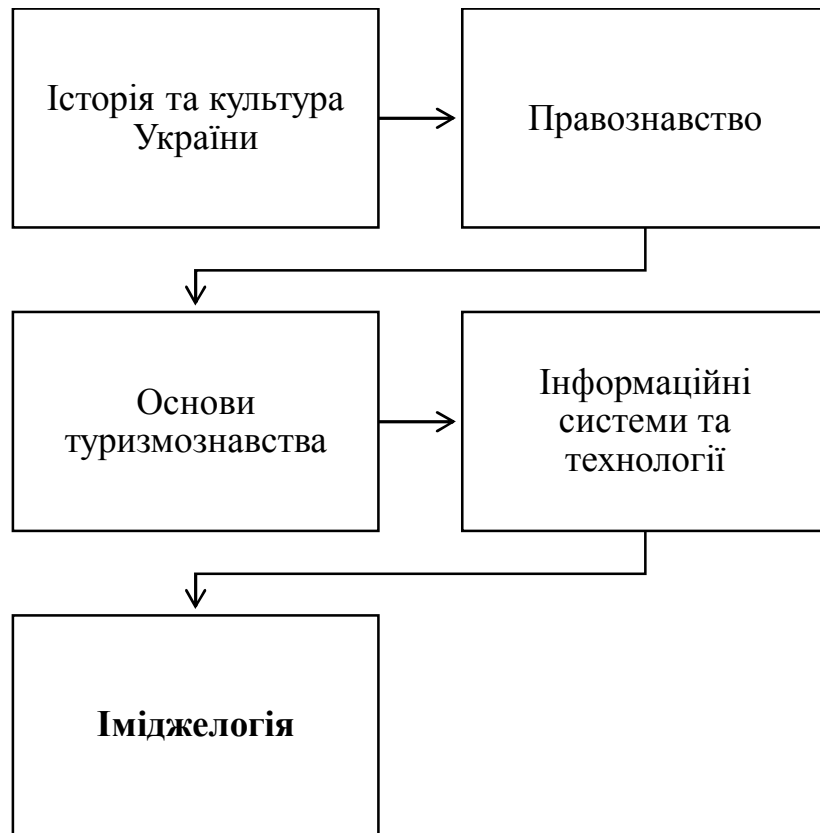 Історія та культура
України
Правознавство
Основи
туризмознавства
Інформаційні
системи та
технології
Іміджелогія